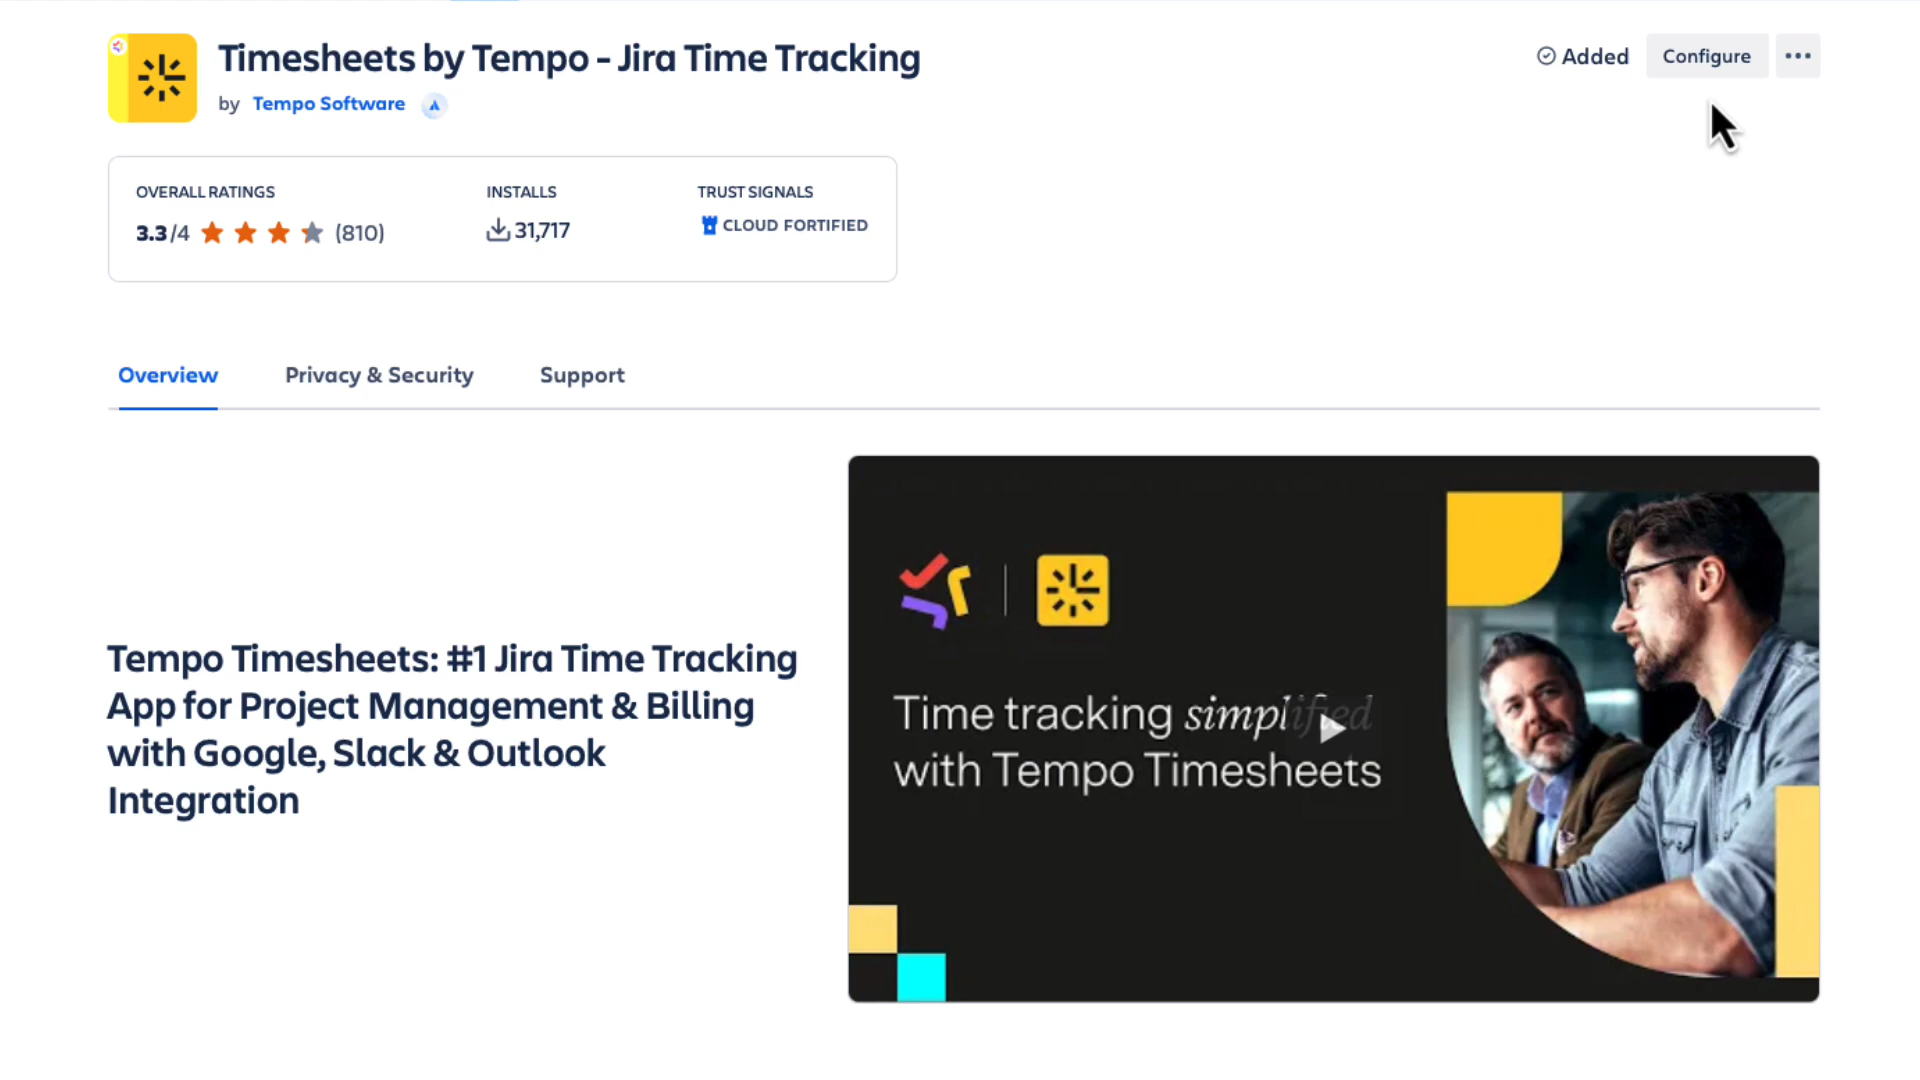 Timesheets by Tempo - Jira Time Tracking
by Tempo Software
Added
Configure
OVERALL RATINGS
3.3/4 (810)
INSTALLS
31,717
TRUST SIGNALS
CLOUD FORTIFIED
Overview
Privacy & Security
Support
Tempo Timesheets: #1 Jira Time Tracking
App for Project Management & Billing
with Google, Slack & Outlook
Integration
Time tracking simplified
with Tempo Timesheets